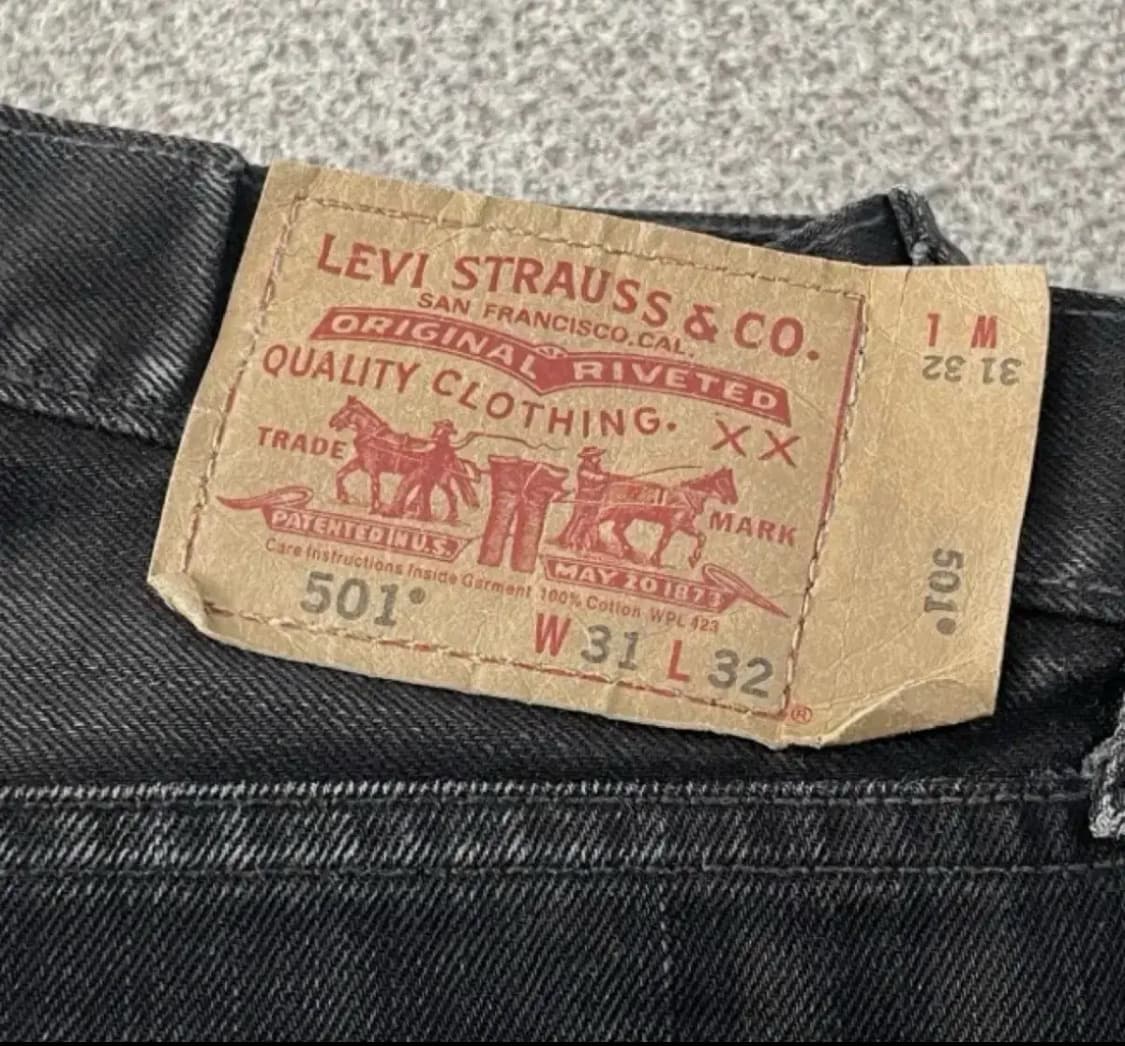 LEVI STRAUSS & CO.
SAN FRANCISCO, CAL.
ORIGINAL RIVETED
QUALITY CLOTHING. XX
TRADE MARK
PATENTED IN U.S. MAY 20 1873
Care Instructions Inside Garment 100% Cotton WPL 423
501®
W 31 L 32
®
L W
31 32
501®